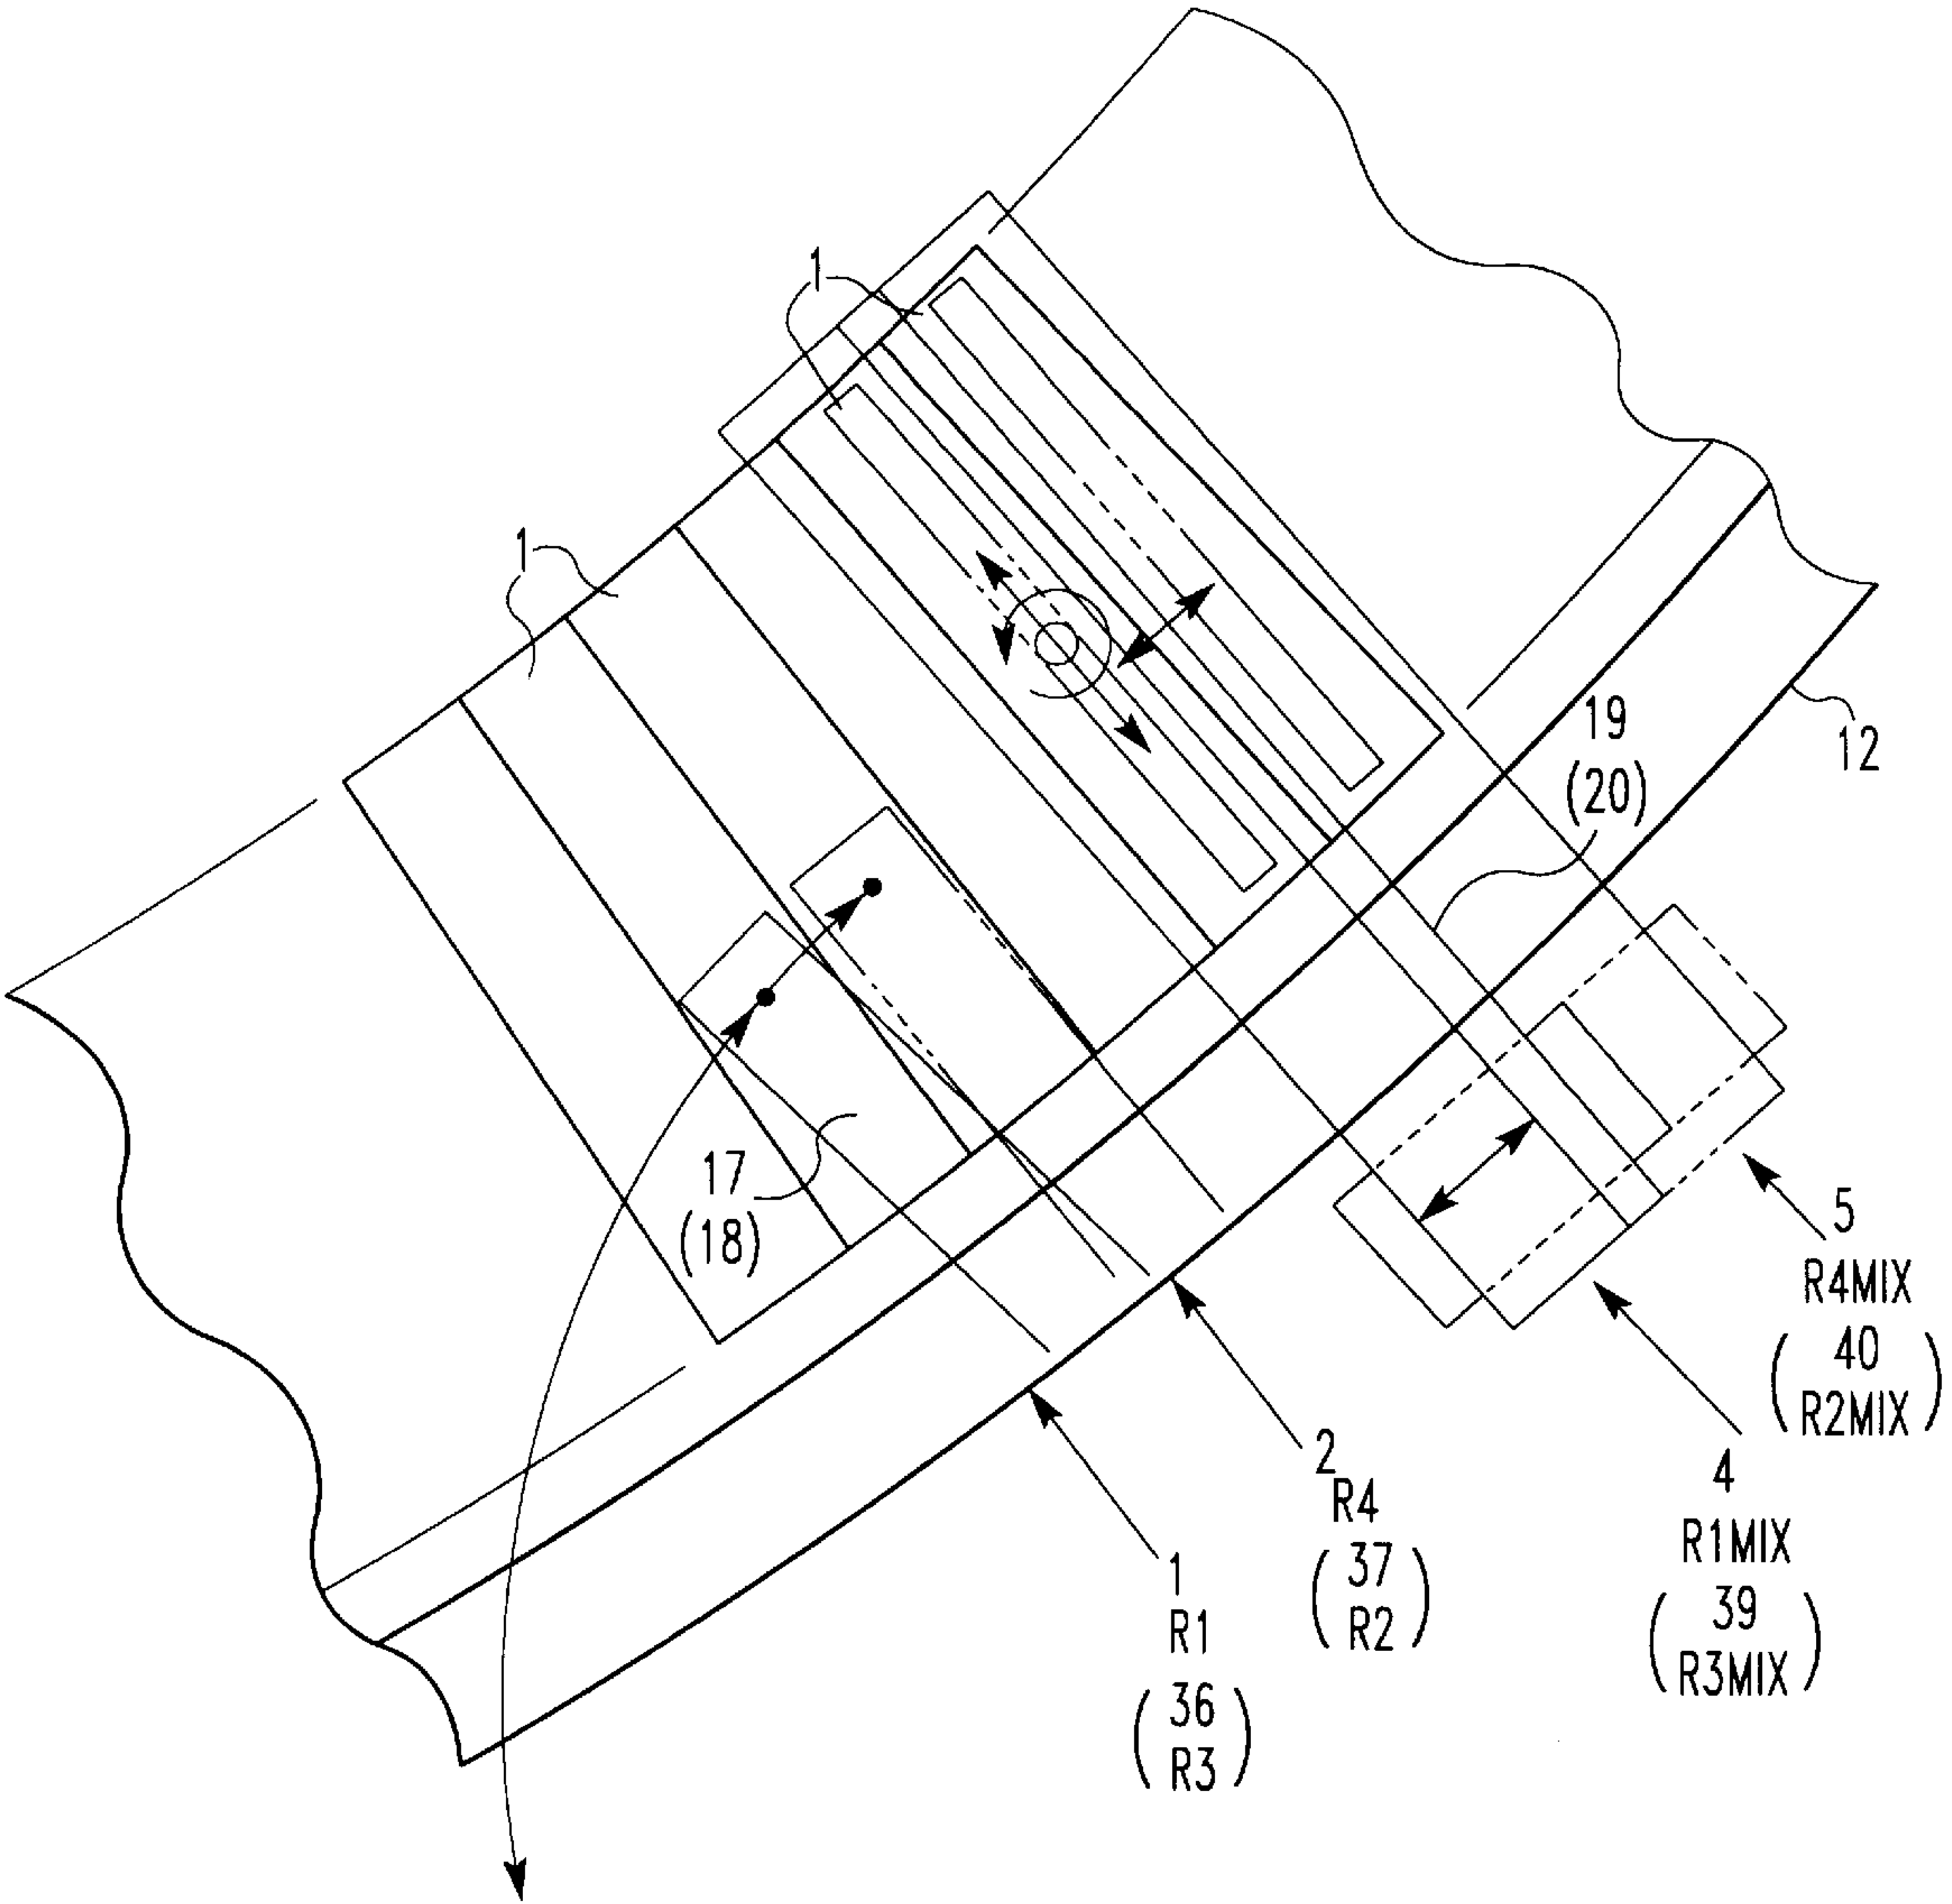 1
1
19
(20)
12
17
(18)
5
R4MIX
(40
R2MIX)
4
R1MIX
(39
R3MIX)
2
R4
(37
R2)
1
R1
(36
R3)